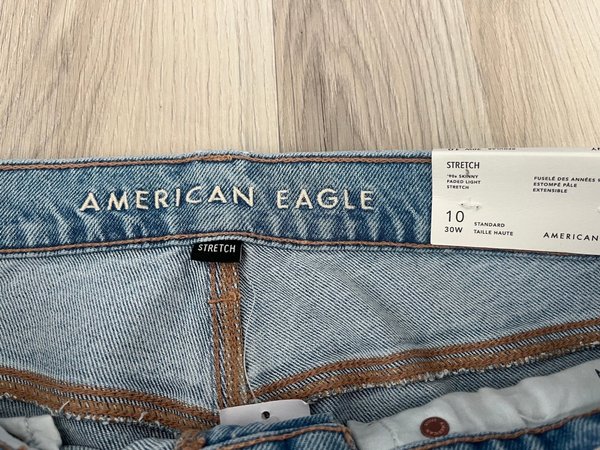 AMERICAN EAGLE
STRETCH
STRETCH
'90s SKINNY
FADED LIGHT
STRETCH
FUSELÉ DES ANNÉES
ESTOMPÉ PÂLE
EXTENSIBLE
10
30W
STANDARD
TAILLE HAUTE
AMERICAN